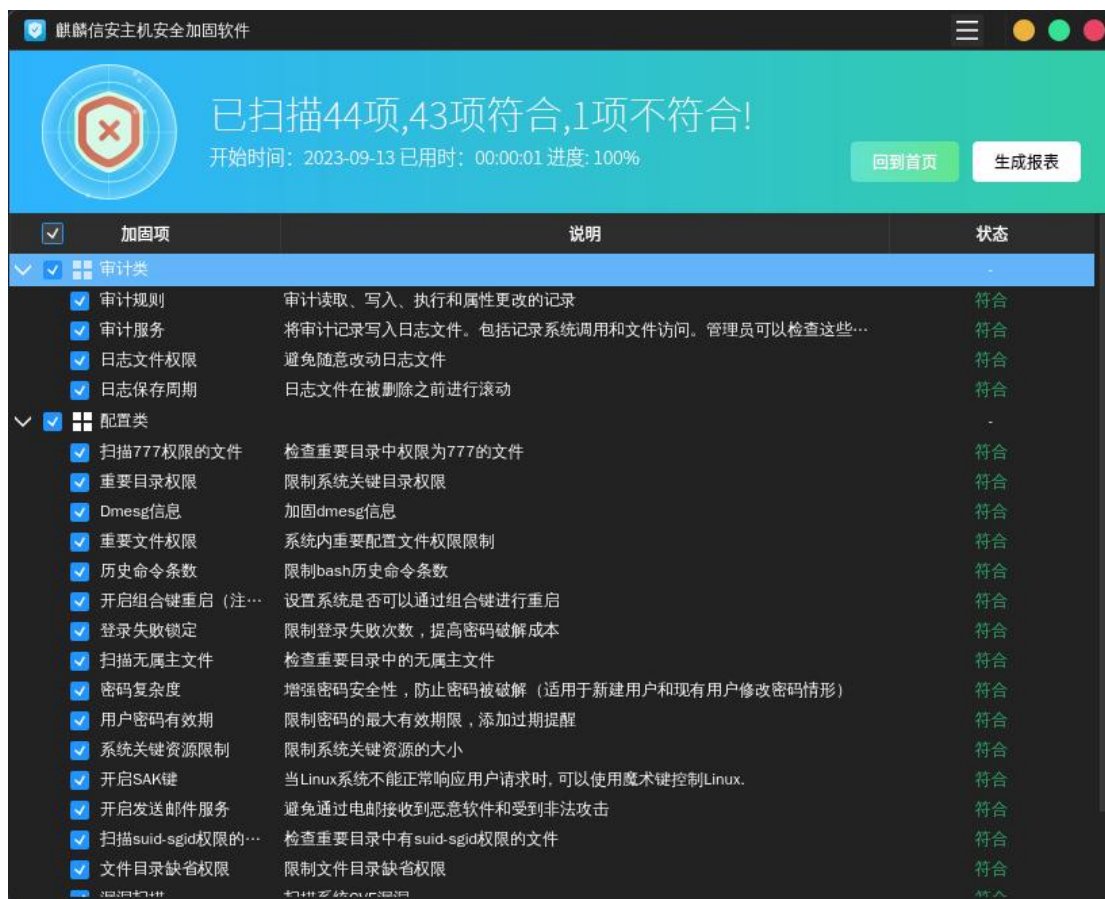 麒麟信安主机安全加固软件
已扫描44项,43项符合,1项不符合!
开始时间：2023-09-13 已用时：00:00:01 进度: 100%
回到首页 生成报表
加固项 说明 状态
审计类 -
审计规则 审计读取、写入、执行和属性更改的记录 符合
审计服务 将审计记录写入日志文件。包括记录系统调用和文件访问。管理员可以检查这些… 符合
日志文件权限 避免随意改动日志文件 符合
日志保存周期 日志文件在被删除之前进行滚动 符合
配置类 -
扫描777权限的文件 检查重要目录中权限为777的文件 符合
重要目录权限 限制系统关键目录权限 符合
Dmesg信息 加固dmesg信息 符合
重要文件权限 系统内重要配置文件权限限制 符合
历史命令条数 限制bash历史命令条数 符合
开启组合键重启（注… 设置系统是否可以通过组合键进行重启 符合
登录失败锁定 限制登录失败次数，提高密码破解成本 符合
扫描无属主文件 检查重要目录中的无属主文件 符合
密码复杂度 增强密码安全性，防止密码被破解（适用于新建用户和现有用户修改密码情形） 符合
用户密码有效期 限制密码的最大有效期限，添加过期提醒 符合
系统关键资源限制 限制系统关键资源的大小 符合
开启SAK键 当Linux系统不能正常响应用户请求时, 可以使用魔术键控制Linux. 符合
开启发送邮件服务 避免通过电邮接收到恶意软件和受到非法攻击 符合
扫描suid-sgid权限的… 检查重要目录中有suid-sgid权限的文件 符合
文件目录缺省权限 限制文件目录缺省权限 符合
漏洞扫描 扫描系统CVE漏洞 符合